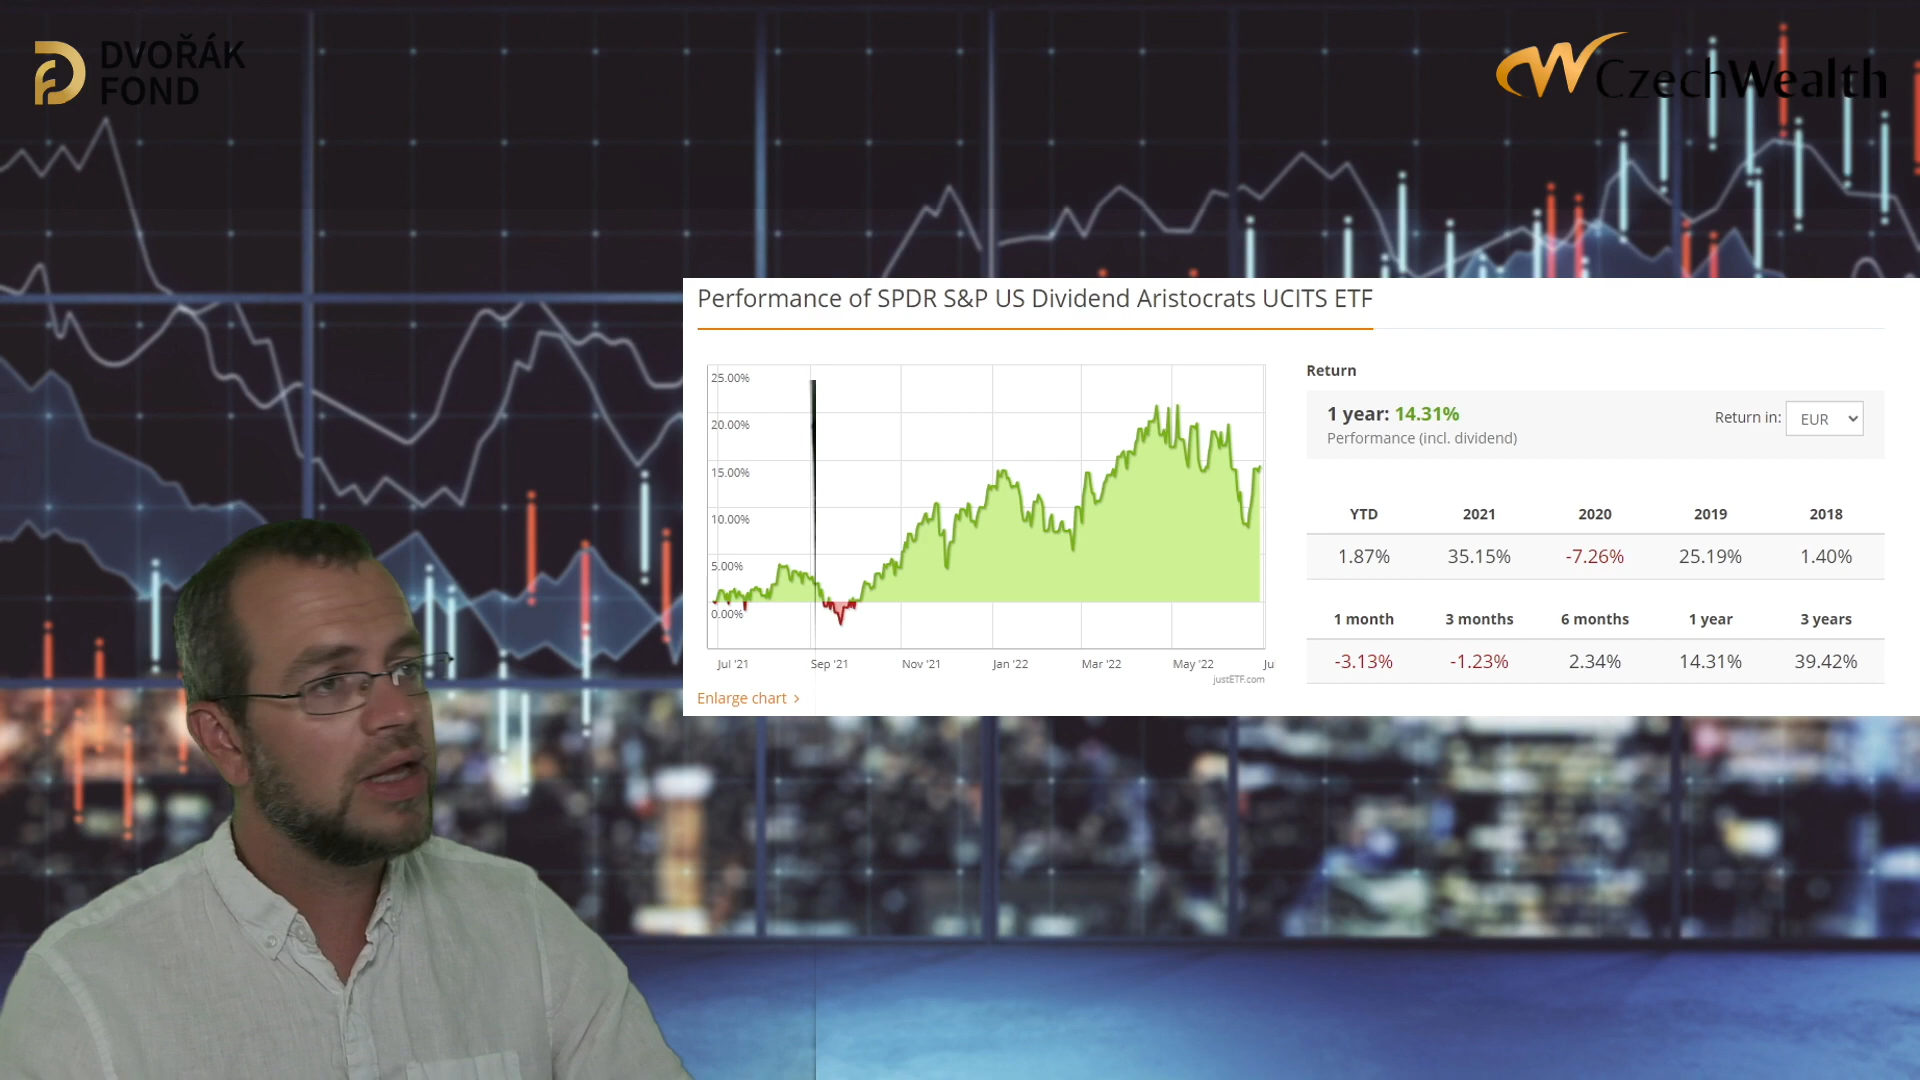 DVOŘÁK
FOND
CzechWealth
Performance of SPDR S&P US Dividend Aristocrats UCITS ETF
25.00%
20.00%
15.00%
10.00%
5.00%
0.00%
Jul '21
Sep '21
Nov '21
Jan '22
Mar '22
May '22
Ju
justETF.com
Enlarge chart >
Return
1 year: 14.31%
Performance (incl. dividend)
Return in: EUR
YTD 2021 2020 2019 2018
1.87% 35.15% -7.26% 25.19% 1.40%
1 month 3 months 6 months 1 year 3 years
-3.13% -1.23% 2.34% 14.31% 39.42%